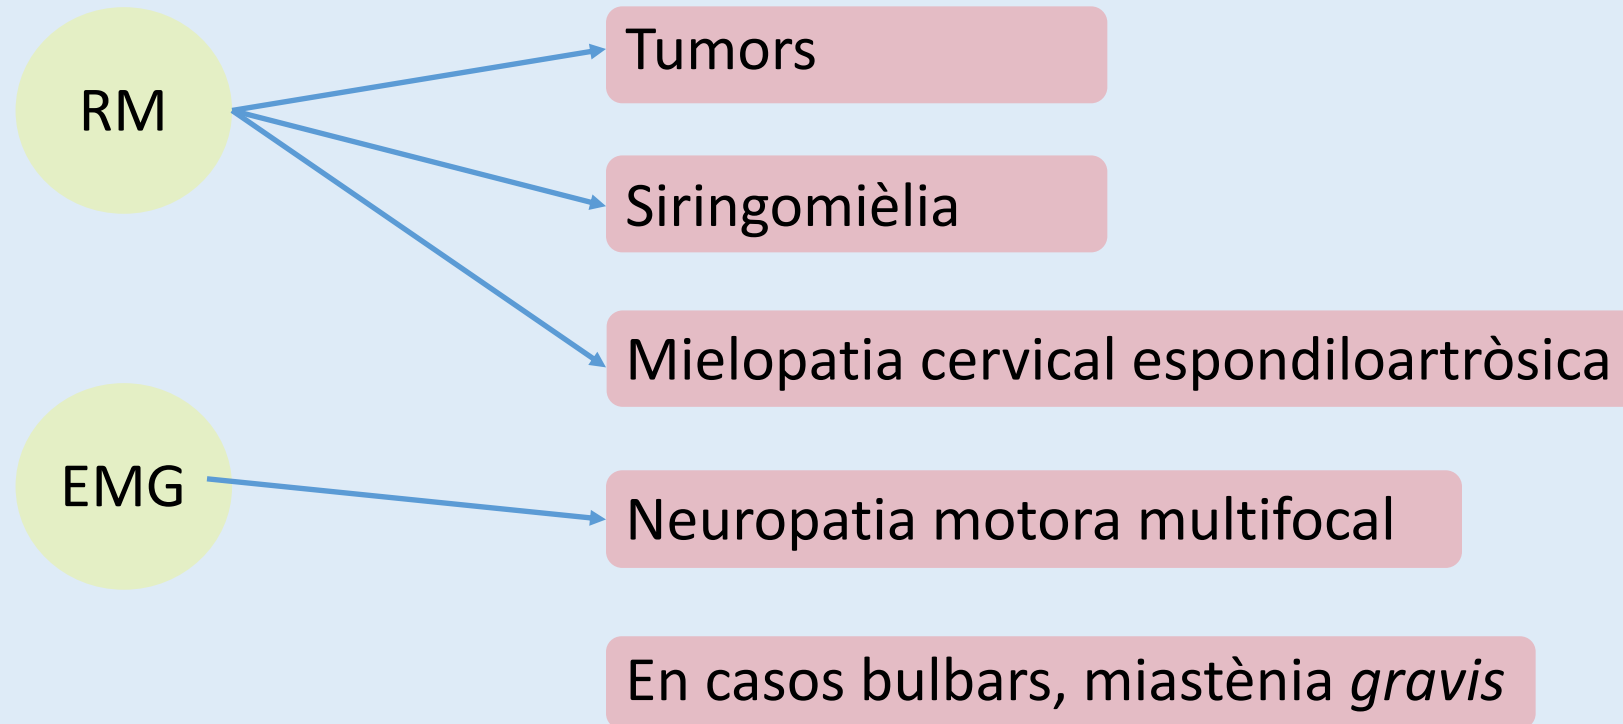 RM
Tumors
Siringomièlia
Mielopatia cervical espondiloartròsica
EMG
Neuropatia motora multifocal
En casos bulbars, miastènia gravis